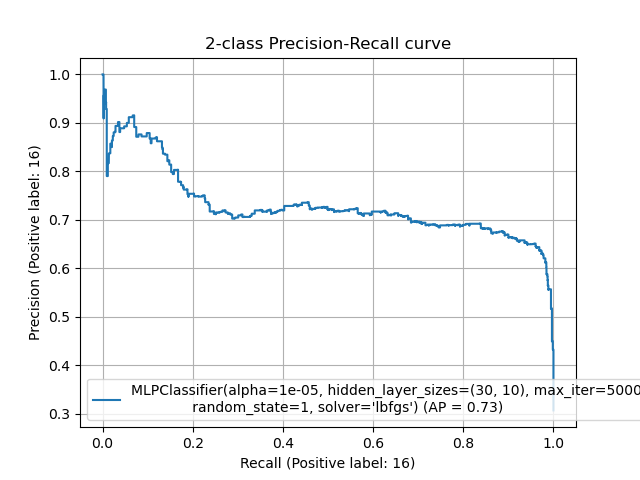 2-class Precision-Recall curve
1.0
0.9
0.8
0.7
0.6
0.5
0.4
0.3
Precision (Positive label: 16)
MLPClassifier(alpha=1e-05, hidden_layer_sizes=(30, 10), max_iter=5000
random_state=1, solver='lbfgs') (AP = 0.73)
0.0 0.2 0.4 0.6 0.8 1.0
Recall (Positive label: 16)